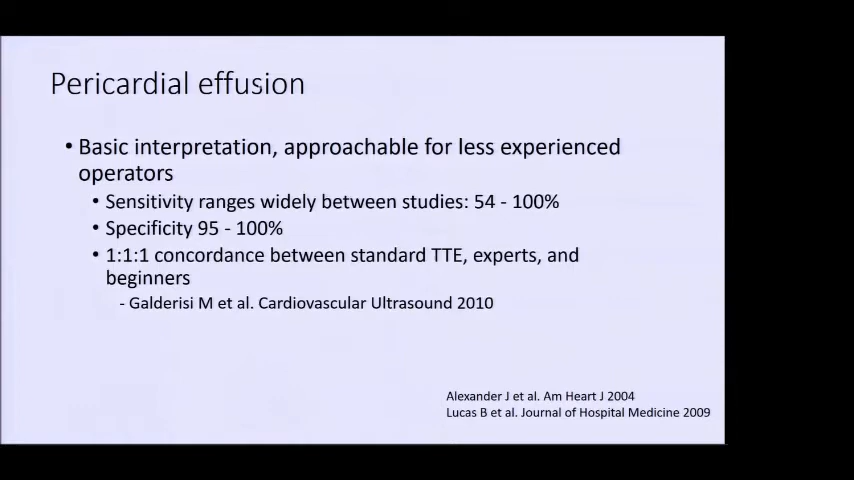 Pericardial effusion
• Basic interpretation, approachable for less experienced
operators
• Sensitivity ranges widely between studies: 54 - 100%
• Specificity 95 - 100%
• 1:1:1 concordance between standard TTE, experts, and
beginners
- Galderisi M et al. Cardiovascular Ultrasound 2010
Alexander J et al. Am Heart J 2004
Lucas B et al. Journal of Hospital Medicine 2009